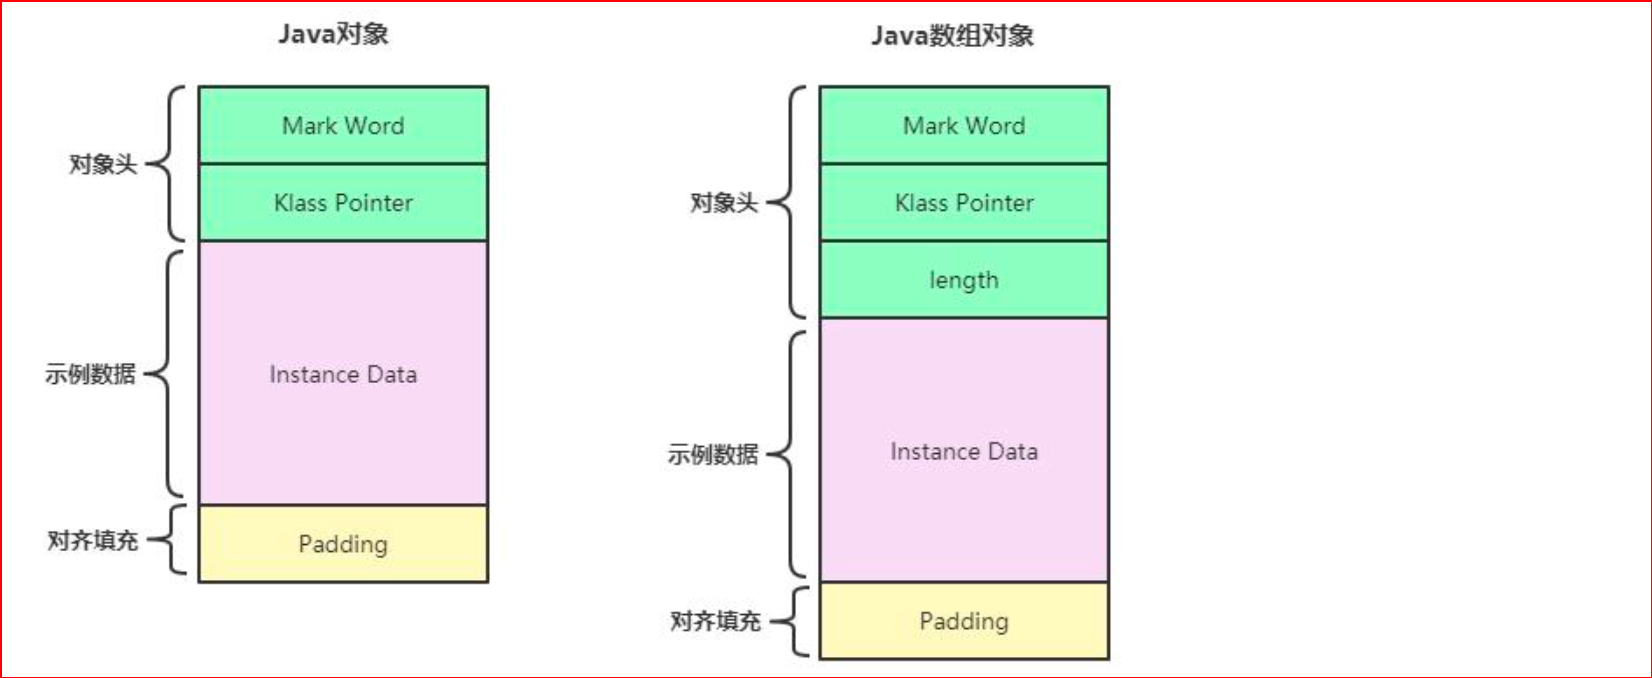 Java对象
对象头
Mark Word
Klass Pointer
示例数据
Instance Data
对齐填充
Padding
Java数组对象
对象头
Mark Word
Klass Pointer
length
示例数据
Instance Data
对齐填充
Padding